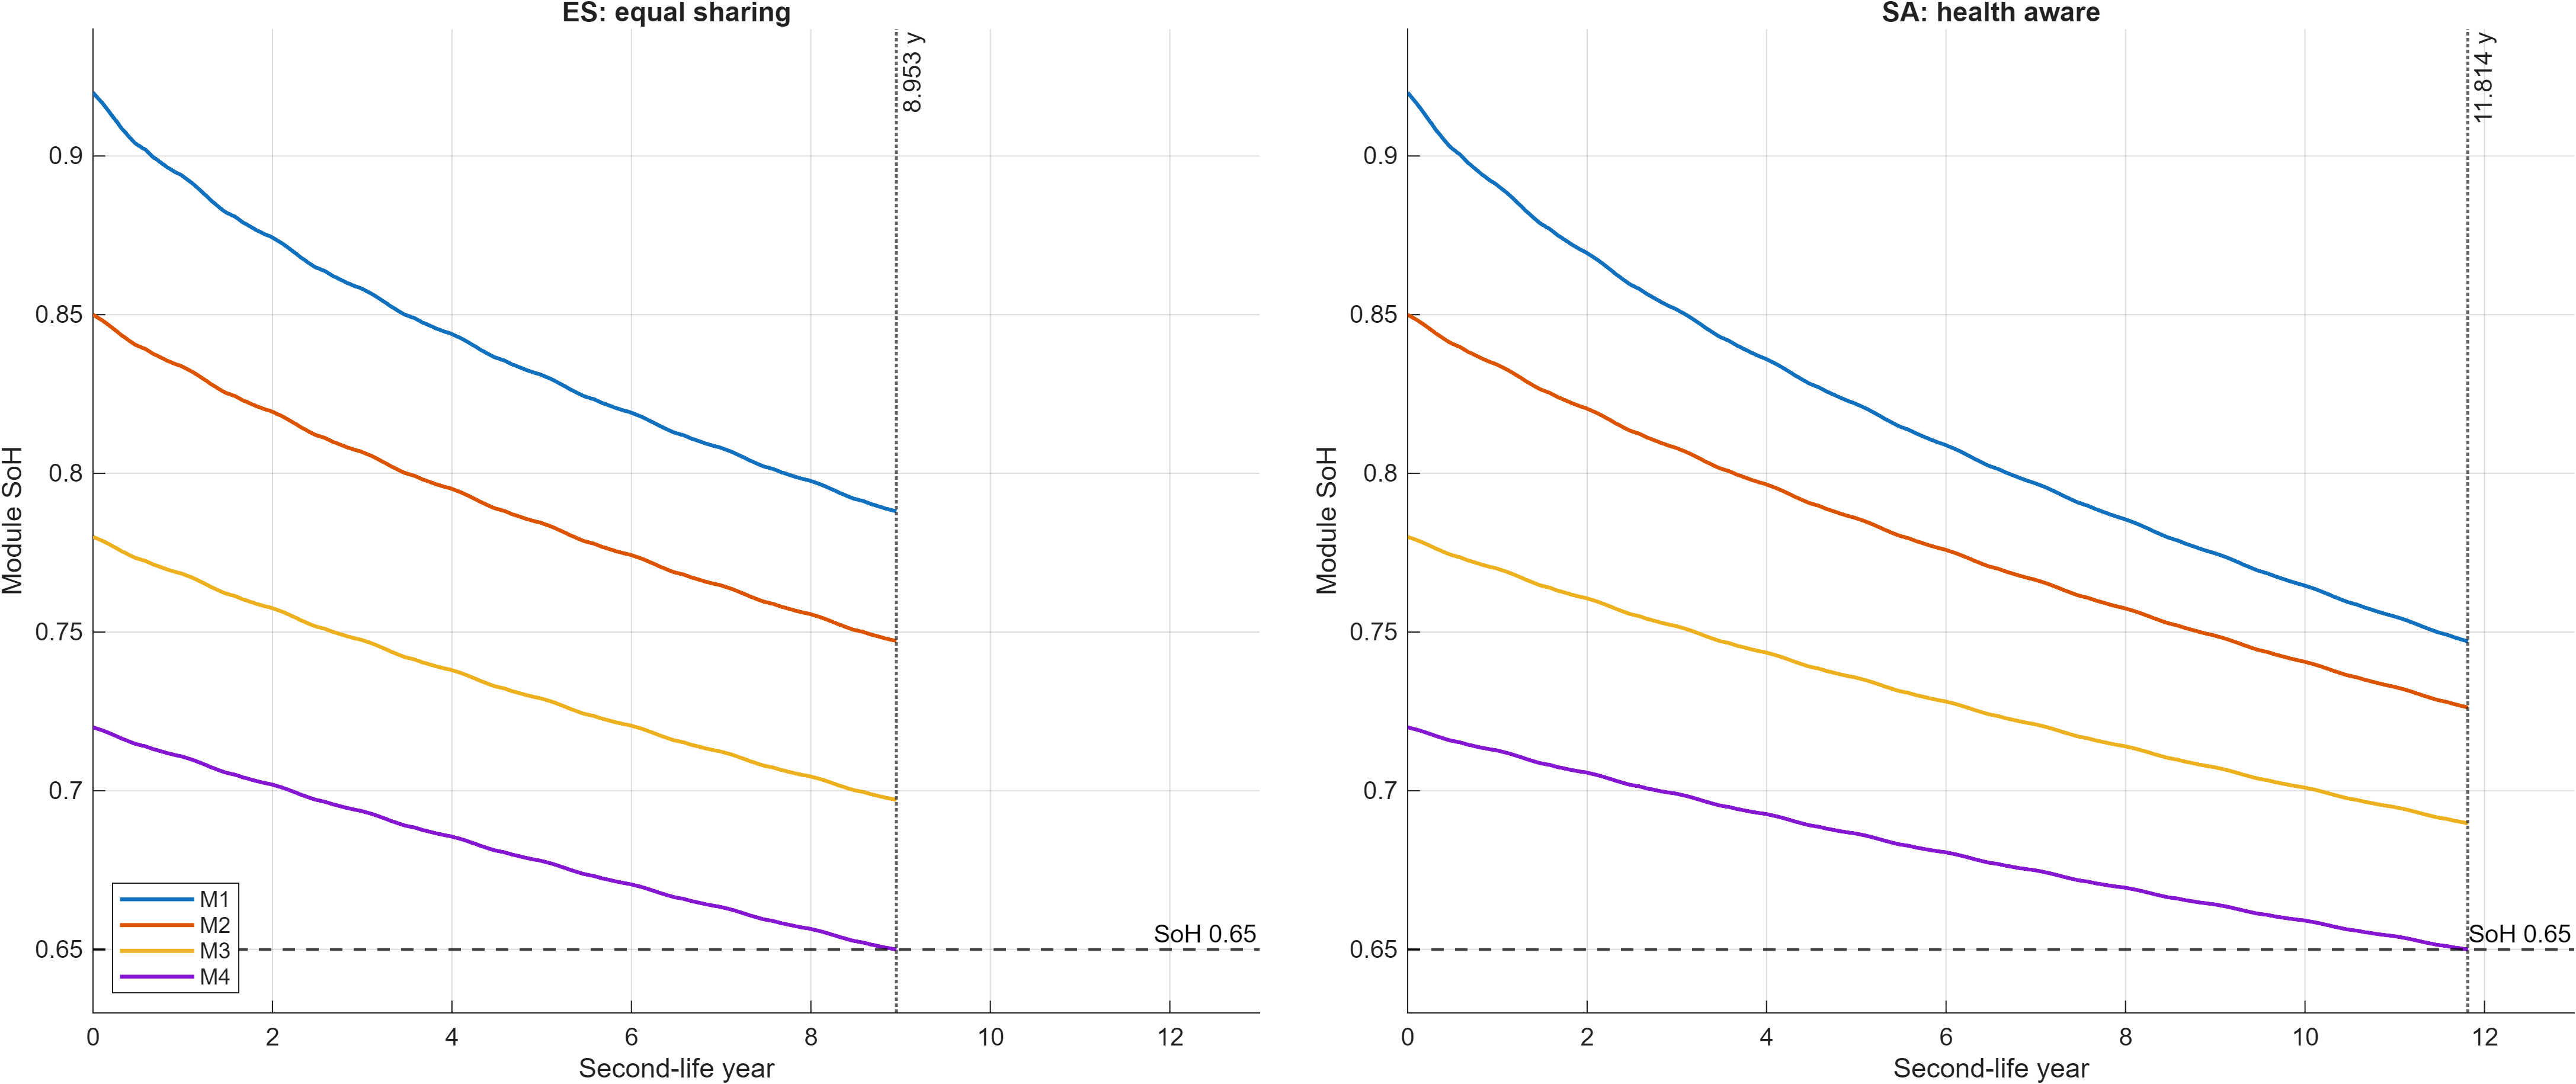 ES: equal sharing
8.953 y
0.9
0.85
0.8
0.75
0.7
0.65
Module SoH
M1
M2
M3
M4
SoH 0.65
0 2 4 6 8 10 12
Second-life year
SA: health aware
11.814 y
0.9
0.85
0.8
0.75
0.7
0.65
Module SoH
SoH 0.65
0 2 4 6 8 10 12
Second-life year